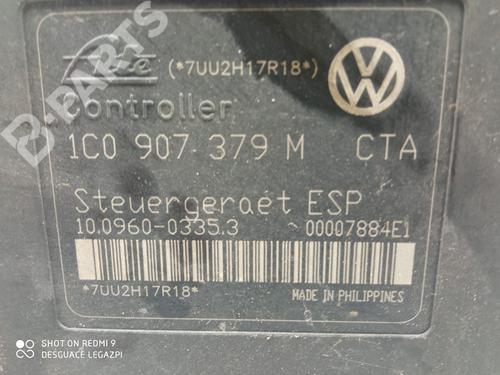 Ate (*7UU2H17R18*)
Controller
1C0 907 379 M CTA
Steuergeraet ESP
10.0960-0335.3 00007884E1
*7UU2H17R18* MADE IN PHILIPPINES
B-PARTS
SHOT ON REDMI 9
DESGUACE LEGAZPI